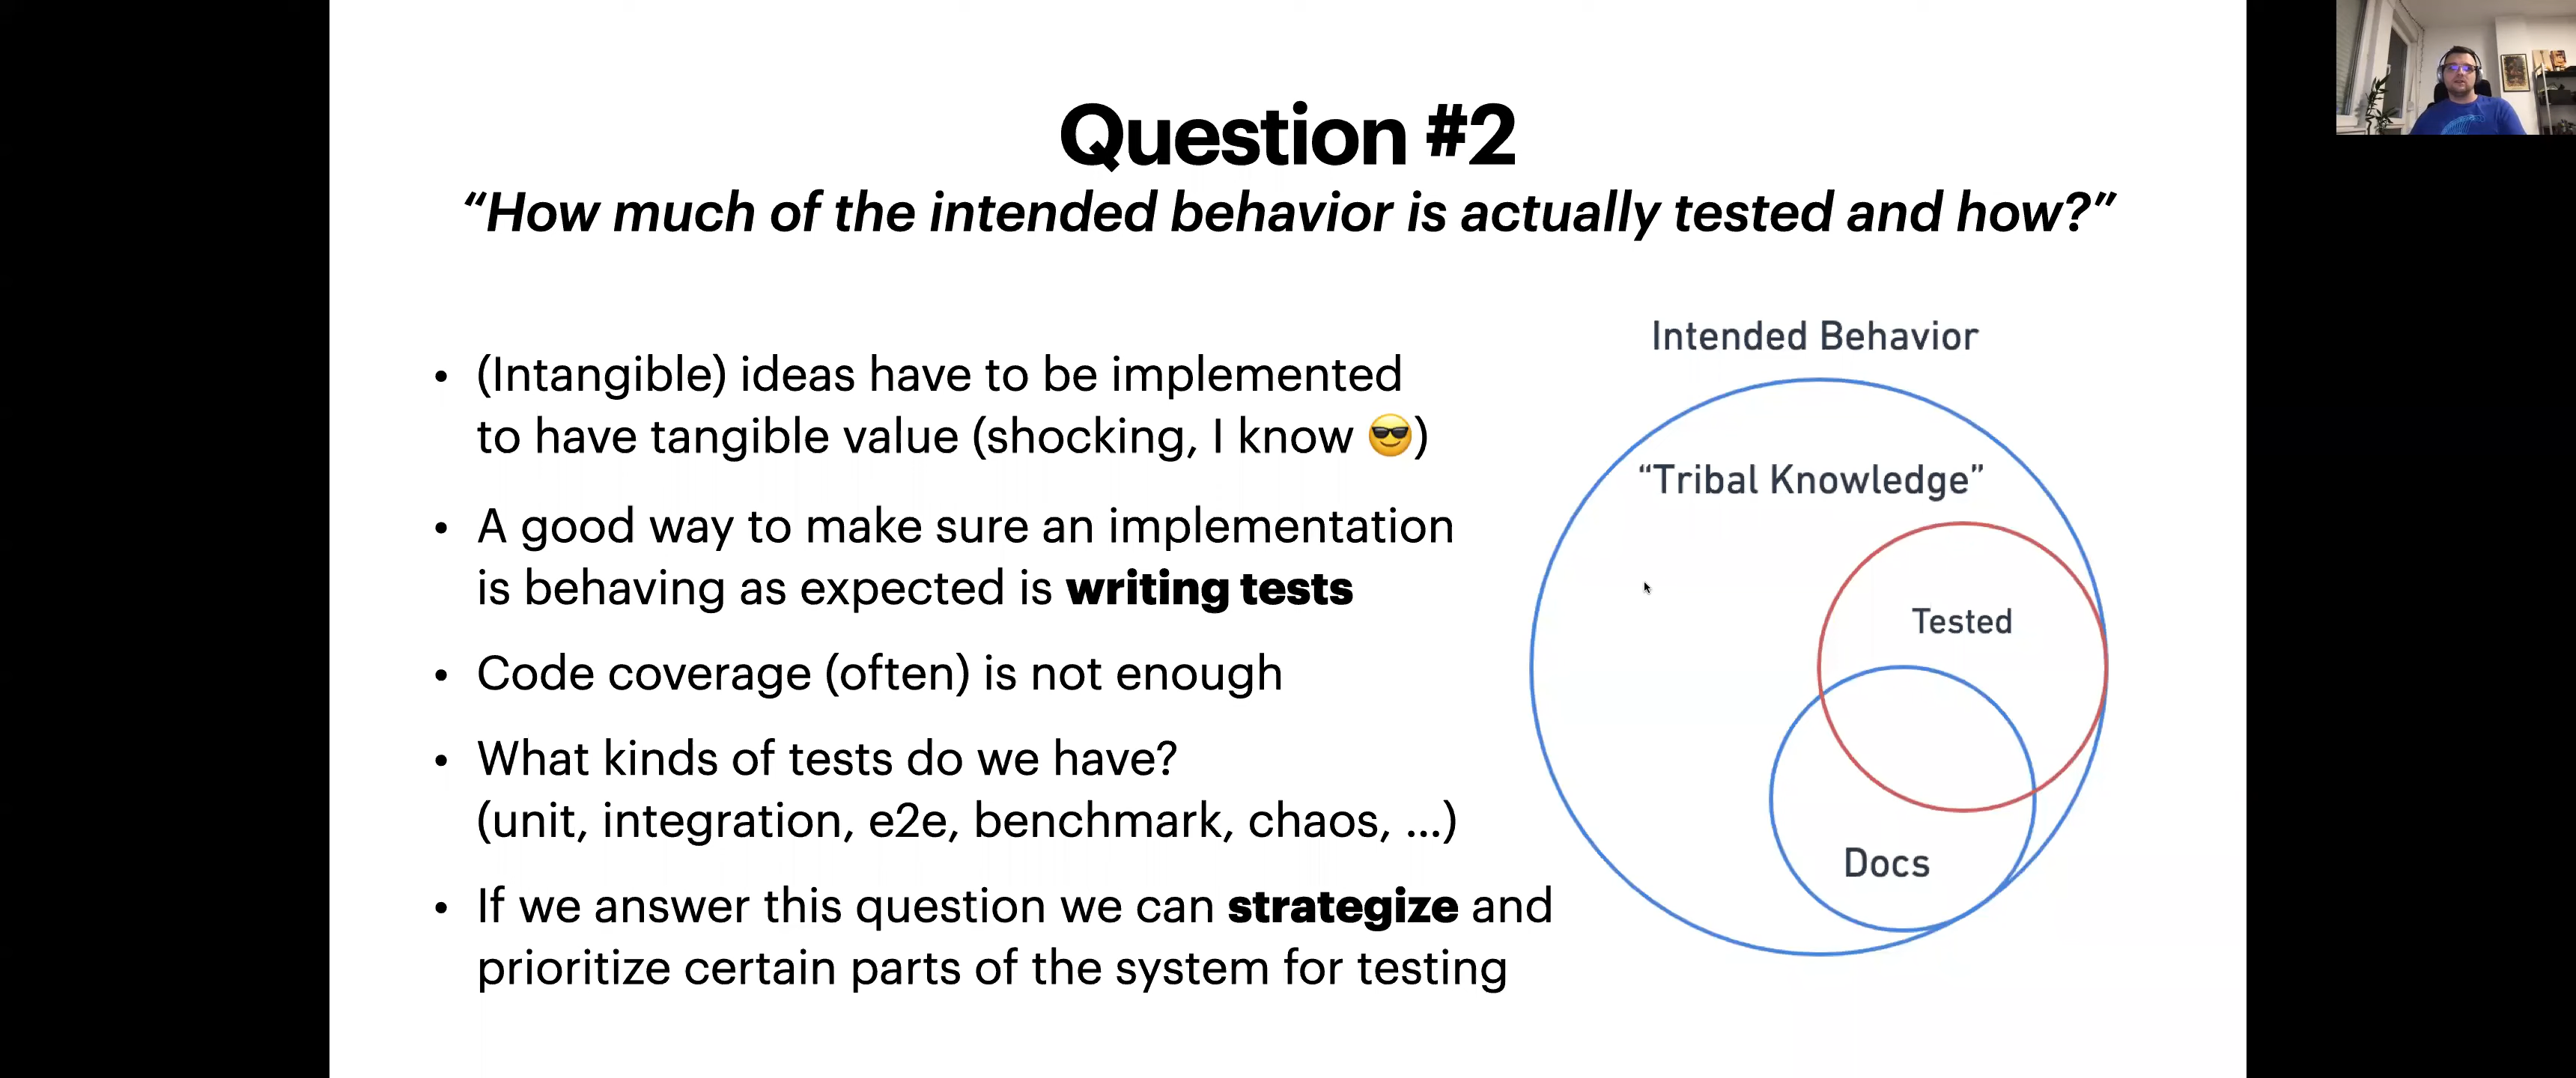 Question #2
“How much of the intended behavior is actually tested and how?”
• (Intangible) ideas have to be implemented
to have tangible value (shocking, I know 😎)
• A good way to make sure an implementation
is behaving as expected is writing tests
• Code coverage (often) is not enough
• What kinds of tests do we have?
(unit, integration, e2e, benchmark, chaos, ...)
• If we answer this question we can strategize and
prioritize certain parts of the system for testing
Intended Behavior
“Tribal Knowledge”
Tested
Docs